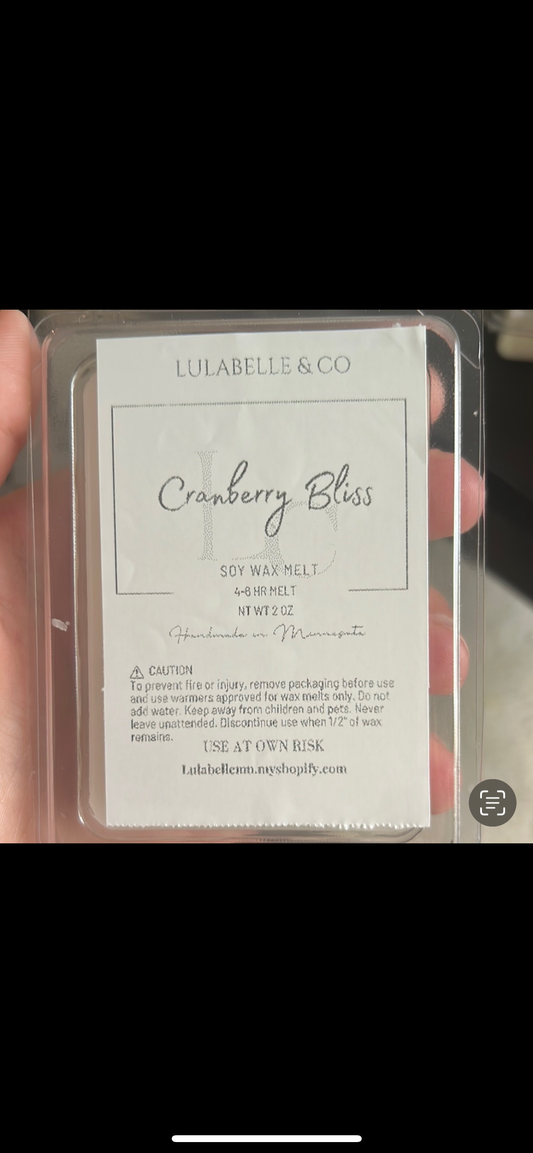 LULABELLE & CO
Cranberry Bliss
LC
SOY WAX MELT
4-6 HR MELT
NT WT 2 OZ
Handmade in Minnesota
CAUTION
To prevent fire or injury, remove packaging before use
and use warmers approved for wax melts only. Do not
add water. Keep away from children and pets. Never
leave unattended. Discontinue use when 1/2" of wax
remains.
USE AT OWN RISK
Lulabellemn.myshopify.com